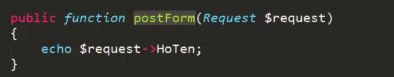 public function postForm(Request $request)
{
    echo $request->HoTen;
}